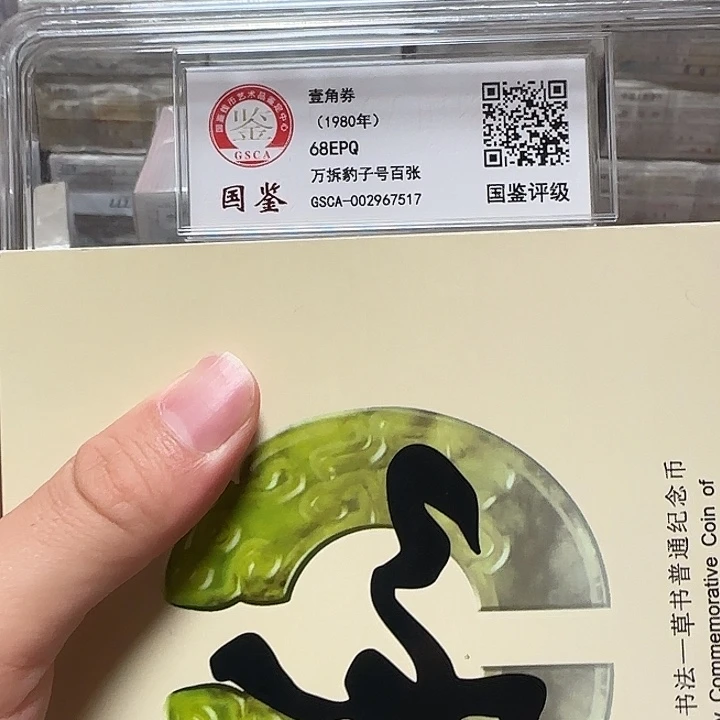 国鉴钱币艺术品鉴定中心
鉴
GSCA
国鉴
壹角券
（1980年）
68EPQ
万拆豹子号百张
GSCA-002967517
国鉴评级
书法—草书普通纪念币
Commemorative Coin of